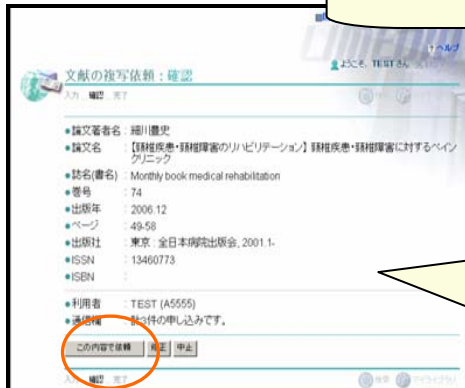 ヘルプ
ようこそ、TEST さん
文献の複写依頼：確認
入力 確認 完了
●論文著者名：細川豊史
●論文名：【頸椎疾患・頸椎障害のリハビリテーション】頸椎疾患・頸椎障害に対するペイン
クリニック
●誌名(書名)：Monthly book medical rehabilitation
●巻号：74
●出版年：2006.12
●ページ：49-58
●出版社：東京：全日本病院出版会, 2001.1-
●ISSN：13460773
●ISBN：
●利用者：TEST (A5555)
●通信欄：計3件の申し込みです。
この内容で依頼 修正 中止
入力 確認 完了